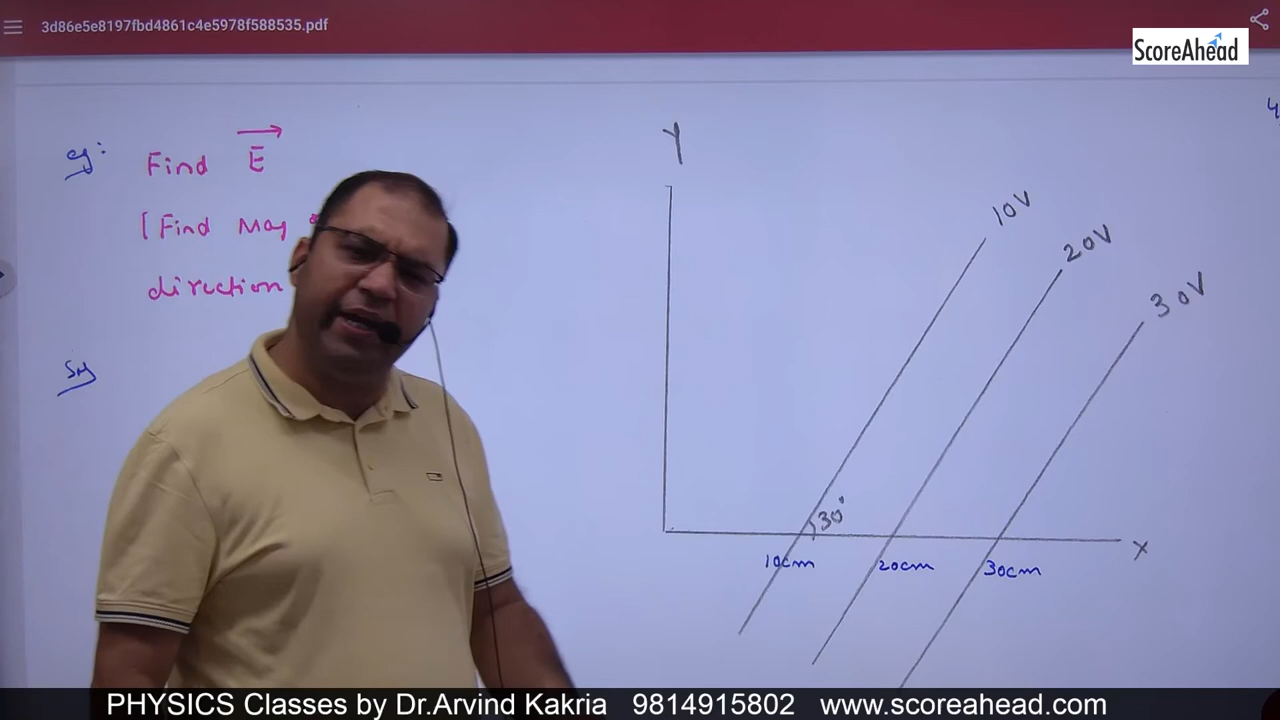 3d86e5e8197fbd4861c4e5978f588535.pdf
ScoreAhead
eg: Find E
[Find Mag
direction
Y
10V
20V
30V
30°
X
10cm
20cm
30cm
PHYSICS Classes by Dr.Arvind Kakria 9814915802 www.scoreahead.com